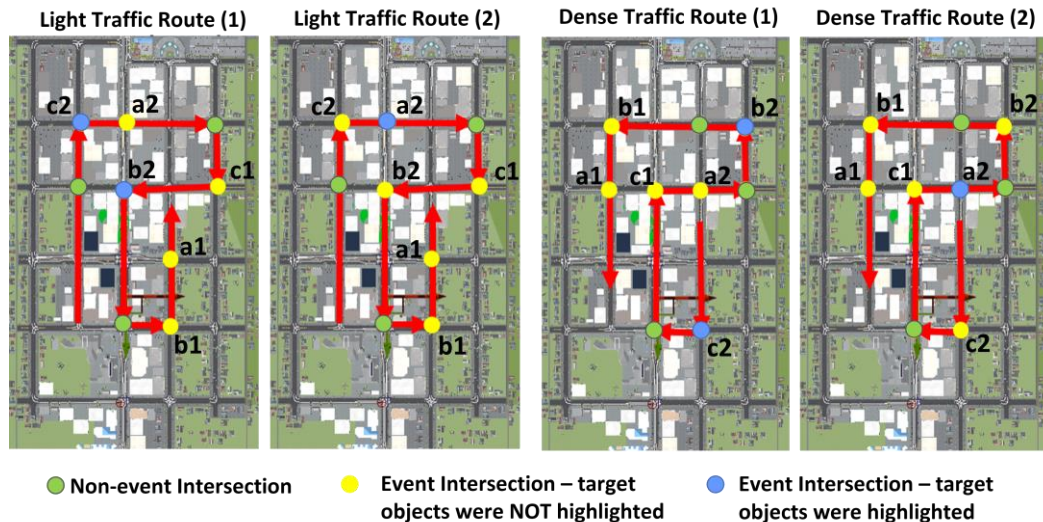 Light Traffic Route (1)
Light Traffic Route (2)
Dense Traffic Route (1)
Dense Traffic Route (2)
c2
a2
b2
c1
a1
b1
c2
a2
b2
c1
a1
b1
b1
b2
a1
c1
a2
c2
b1
b2
a1
c1
a2
c2
Non-event Intersection
Event Intersection – target
objects were NOT highlighted
Event Intersection – target
objects were highlighted